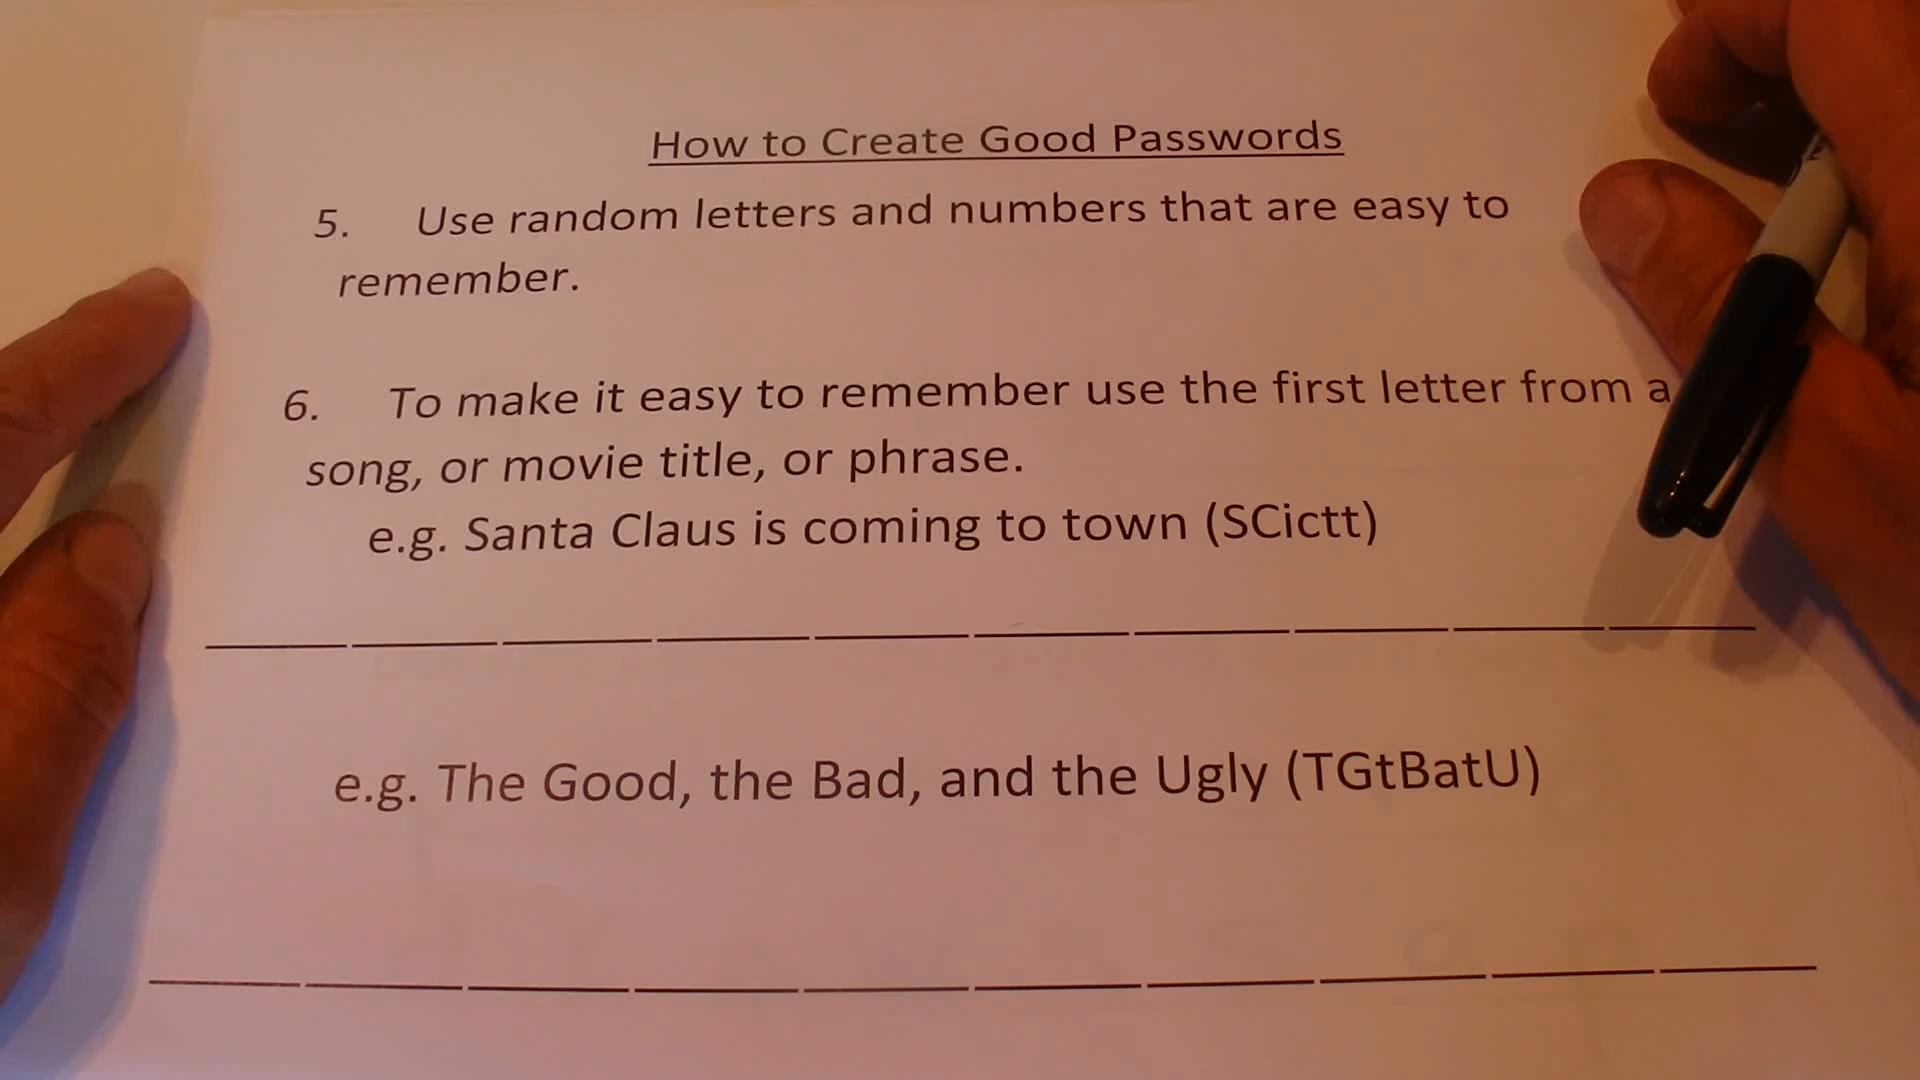 How to Create Good Passwords
5. Use random letters and numbers that are easy to
remember.
6. To make it easy to remember use the first letter from a
song, or movie title, or phrase.
e.g. Santa Claus is coming to town (SCictt)
e.g. The Good, the Bad, and the Ugly (TGtBatU)